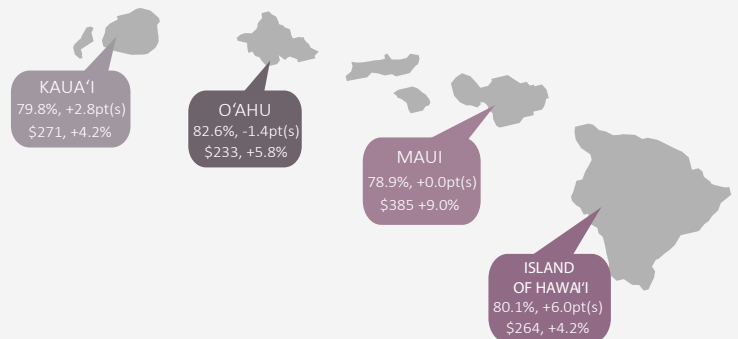 KAUAʻI
79.8%, +2.8pt(s)
$271, +4.2%
OʻAHU
82.6%, -1.4pt(s)
$233, +5.8%
MAUI
78.9%, +0.0pt(s)
$385 +9.0%
ISLAND
OF HAWAIʻI
80.1%, +6.0pt(s)
$264, +4.2%